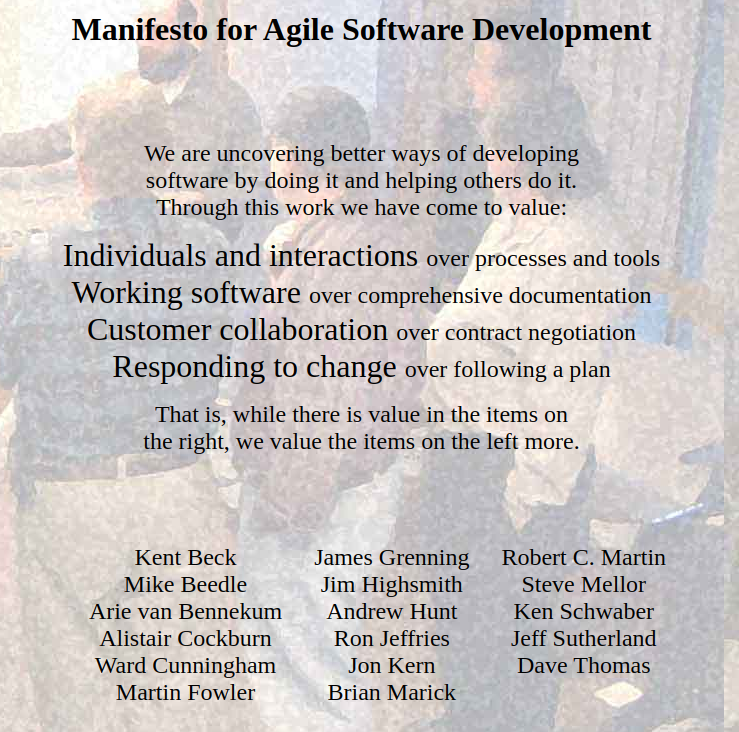 Manifesto for Agile Software Development
We are uncovering better ways of developing
software by doing it and helping others do it.
Through this work we have come to value:
Individuals and interactions over processes and tools
Working software over comprehensive documentation
Customer collaboration over contract negotiation
Responding to change over following a plan
That is, while there is value in the items on
the right, we value the items on the left more.
Kent Beck
Mike Beedle
Arie van Bennekum
Alistair Cockburn
Ward Cunningham
Martin Fowler
James Grenning
Jim Highsmith
Andrew Hunt
Ron Jeffries
Jon Kern
Brian Marick
Robert C. Martin
Steve Mellor
Ken Schwaber
Jeff Sutherland
Dave Thomas